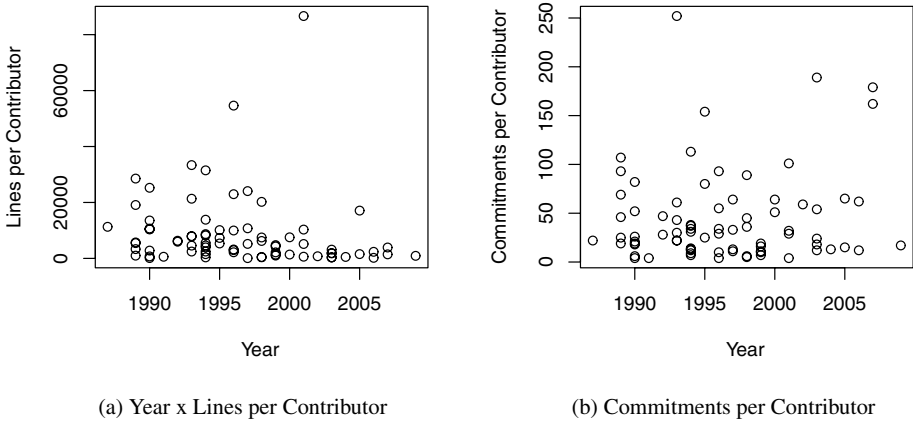 Lines per Contributor
0
20000
60000
1990
1995
2000
2005
Year
(a) Year x Lines per Contributor
Commitments per Contributor
0
50
100
150
200
250
1990
1995
2000
2005
Year
(b) Commitments per Contributor